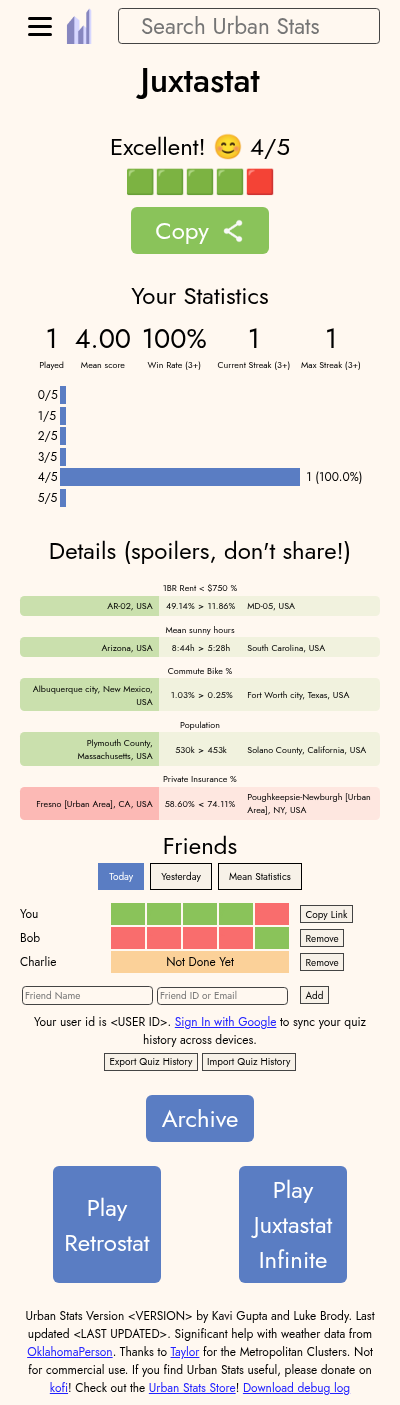 Search Urban Stats
Juxtastat
Excellent! 😊 4/5
🟩🟩🟩🟩🟥
Copy
Your Statistics
1 4.00 100% 1 1
Played Mean score Win Rate (3+) Current Streak (3+) Max Streak (3+)
0/5
1/5
2/5
3/5
4/5 1 (100.0%)
5/5
Details (spoilers, don't share!)
1BR Rent < $750 %
AR-02, USA 49.14% > 11.86% MD-05, USA
Mean sunny hours
Arizona, USA 8:44h > 5:28h South Carolina, USA
Commute Bike %
Albuquerque city, New Mexico,
USA
1.03% > 0.25% Fort Worth city, Texas, USA
Population
Plymouth County,
Massachusetts, USA
530k > 453k Solano County, California, USA
Private Insurance %
Fresno [Urban Area], CA, USA 58.60% < 74.11%
Poughkeepsie-Newburgh [Urban
Area], NY, USA
Friends
Today Yesterday Mean Statistics
You Copy Link
Bob Remove
Charlie Not Done Yet Remove
Friend Name Friend ID or Email Add
Your user id is <USER ID>. Sign In with Google to sync your quiz
history across devices.
Export Quiz History Import Quiz History
Archive
Play
Retrostat
Play
Juxtastat
Infinite
Urban Stats Version <VERSION> by Kavi Gupta and Luke Brody. Last
updated <LAST UPDATED>. Significant help with weather data from
OklahomaPerson. Thanks to Taylor for the Metropolitan Clusters. Not
for commercial use. If you find Urban Stats useful, please donate on
kofi! Check out the Urban Stats Store! Download debug log